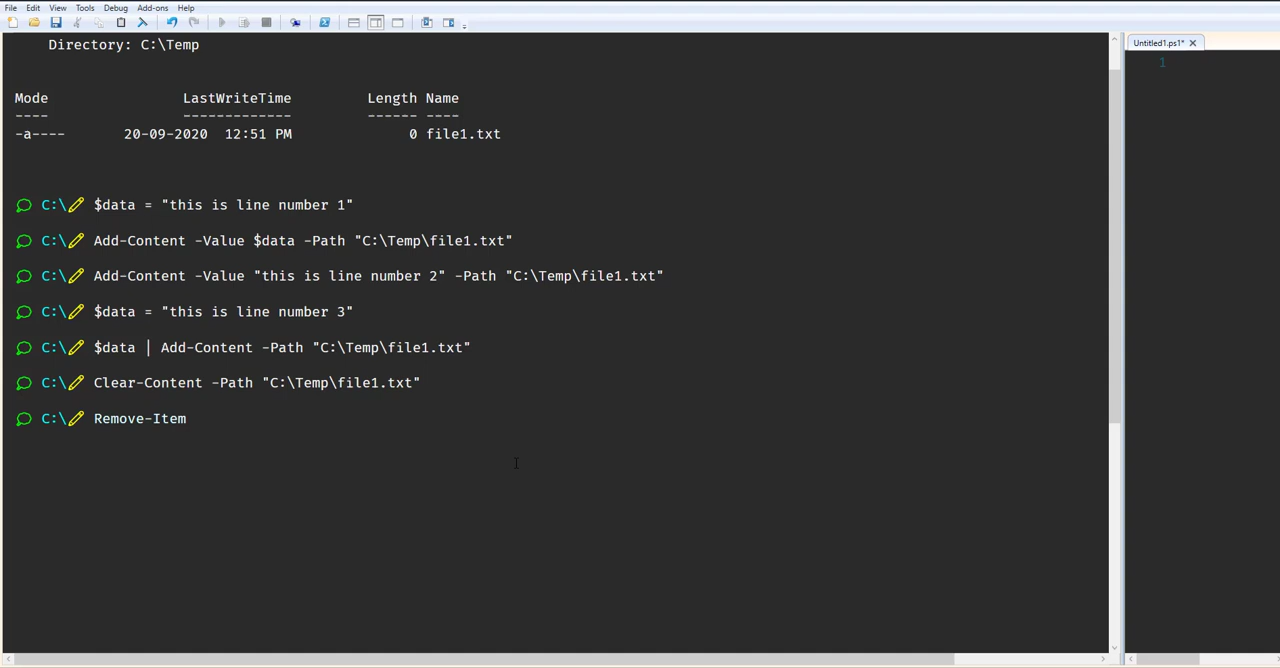 File Edit View Tools Debug Add-ons Help
Directory: C:\Temp
Mode LastWriteTime Length Name
---- ------------- ------ ----
-a---- 20-09-2020 12:51 PM 0 file1.txt
C:\ $data = "this is line number 1"
C:\ Add-Content -Value $data -Path "C:\Temp\file1.txt"
C:\ Add-Content -Value "this is line number 2" -Path "C:\Temp\file1.txt"
C:\ $data = "this is line number 3"
C:\ $data | Add-Content -Path "C:\Temp\file1.txt"
C:\ Clear-Content -Path "C:\Temp\file1.txt"
C:\ Remove-Item
Untitled1.ps1*
1